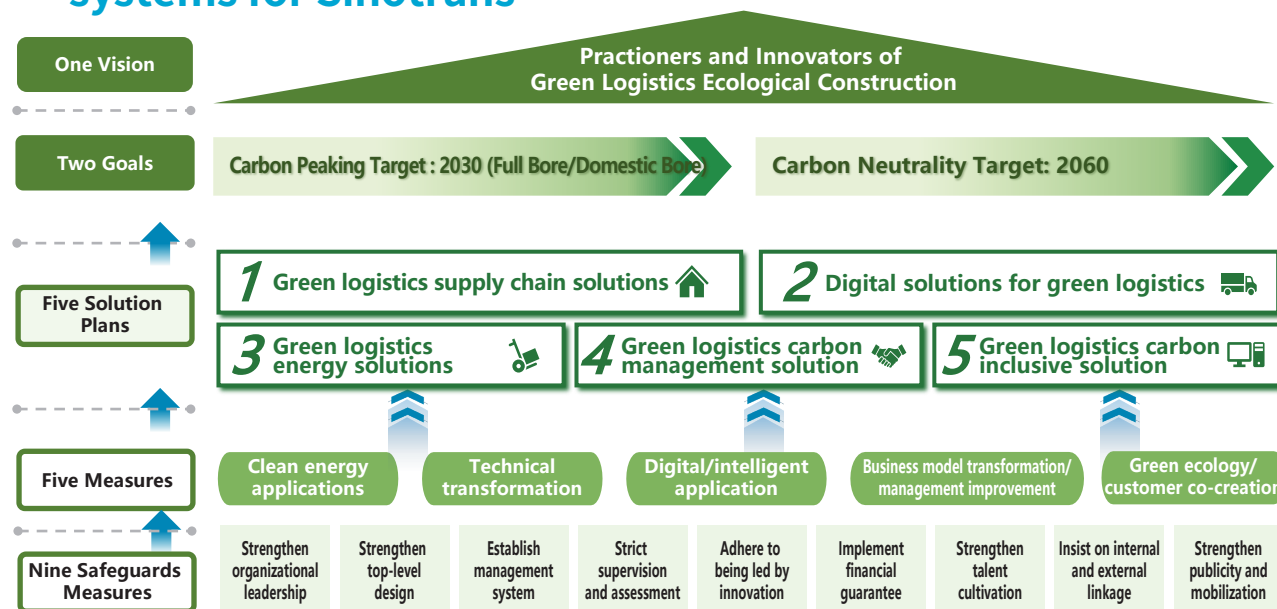 systems for Sinotrans
One Vision
Practioners and Innovators of
Green Logistics Ecological Construction
Two Goals
Carbon Peaking Target : 2030 (Full Bore/Domestic Bore)
Carbon Neutrality Target: 2060
Five Solution
Plans
1 Green logistics supply chain solutions
2 Digital solutions for green logistics
3 Green logistics
energy solutions
4 Green logistics carbon
management solution
5 Green logistics carbon
inclusive solution
Five Measures
Clean energy
applications
Technical
transformation
Digital/intelligent
application
Business model transformation/
management improvement
Green ecology/
customer co-creation
Nine Safeguards
Measures
Strengthen
organizational
leadership
Strengthen
top-level
design
Establish
management
system
Strict
supervision
and assessment
Adhere to
being led by
innovation
Implement
financial
guarantee
Strengthen
talent
cultivation
Insist on internal
and external
linkage
Strengthen
publicity and
mobilization